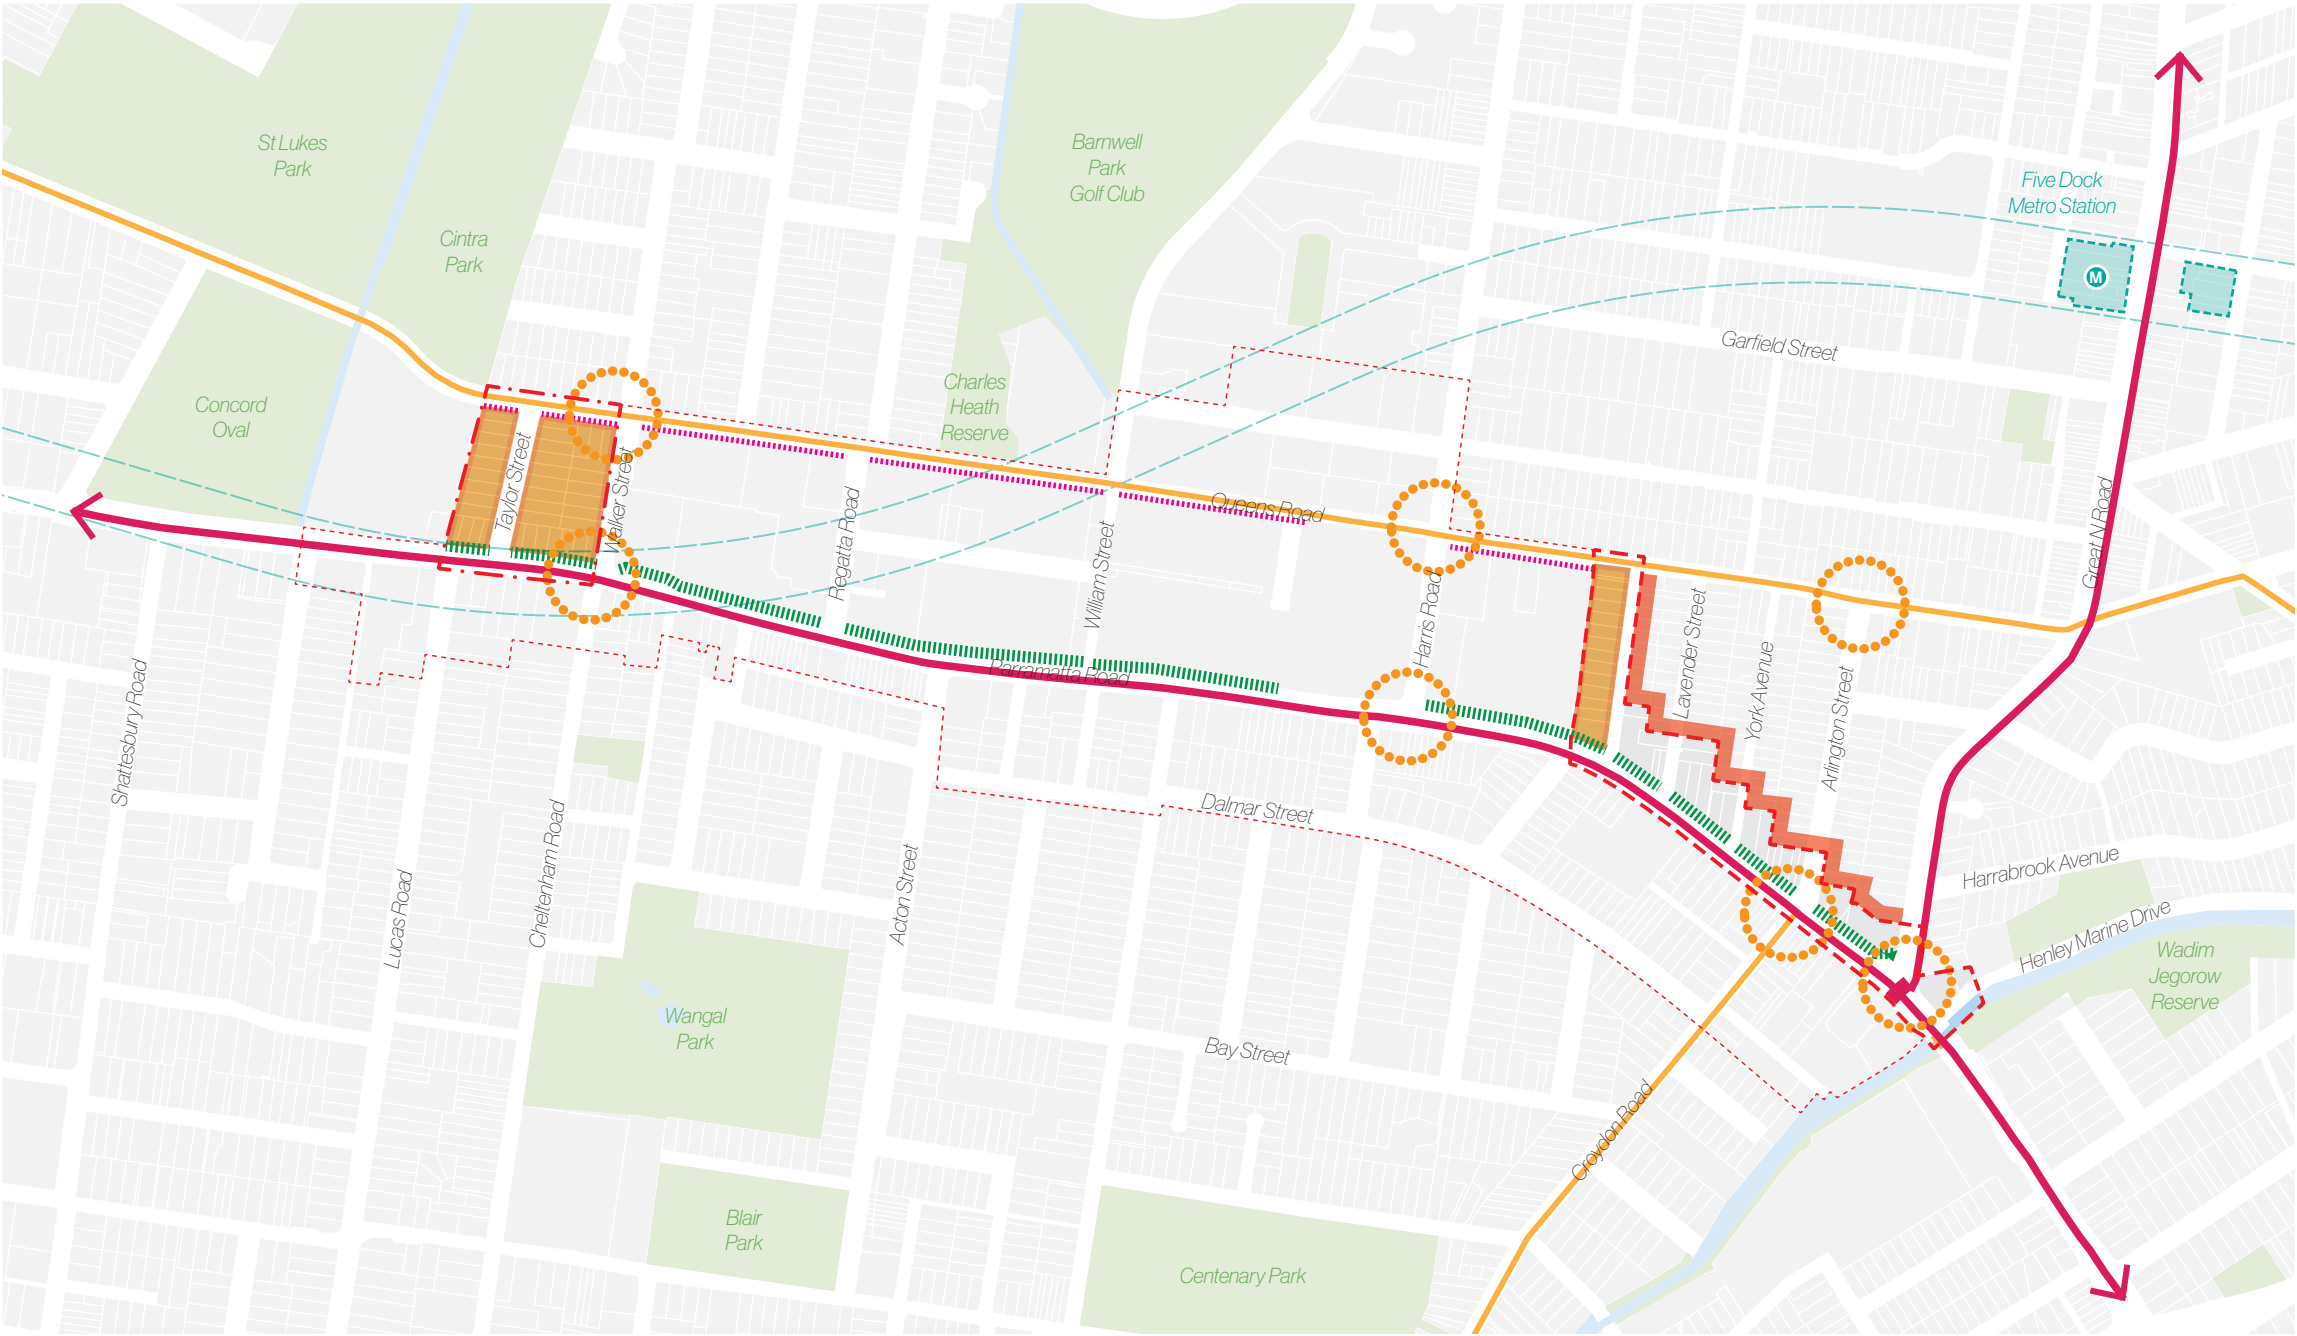 St Lukes
Park
Barnwell
Park
Golf Club
Five Dock
Metro Station
M
Cintra
Park
Garfield Street
Concord
Oval
Charles
Heath
Reserve
Taylor Street
Walker Street
Regatta Road
William Street
Queens Road
Harris Road
Great N Road
Parramatta Road
Lavender Street
York Avenue
Arlington Street
Shattesbury Road
Dalmar Street
Lucas Road
Cheltenham Road
Acton Street
Harrabrook Avenue
Henley Marine Drive
Wadim
Jegorow
Reserve
Wangal
Park
Bay Street
Croydon Road
Blair
Park
Centenary Park